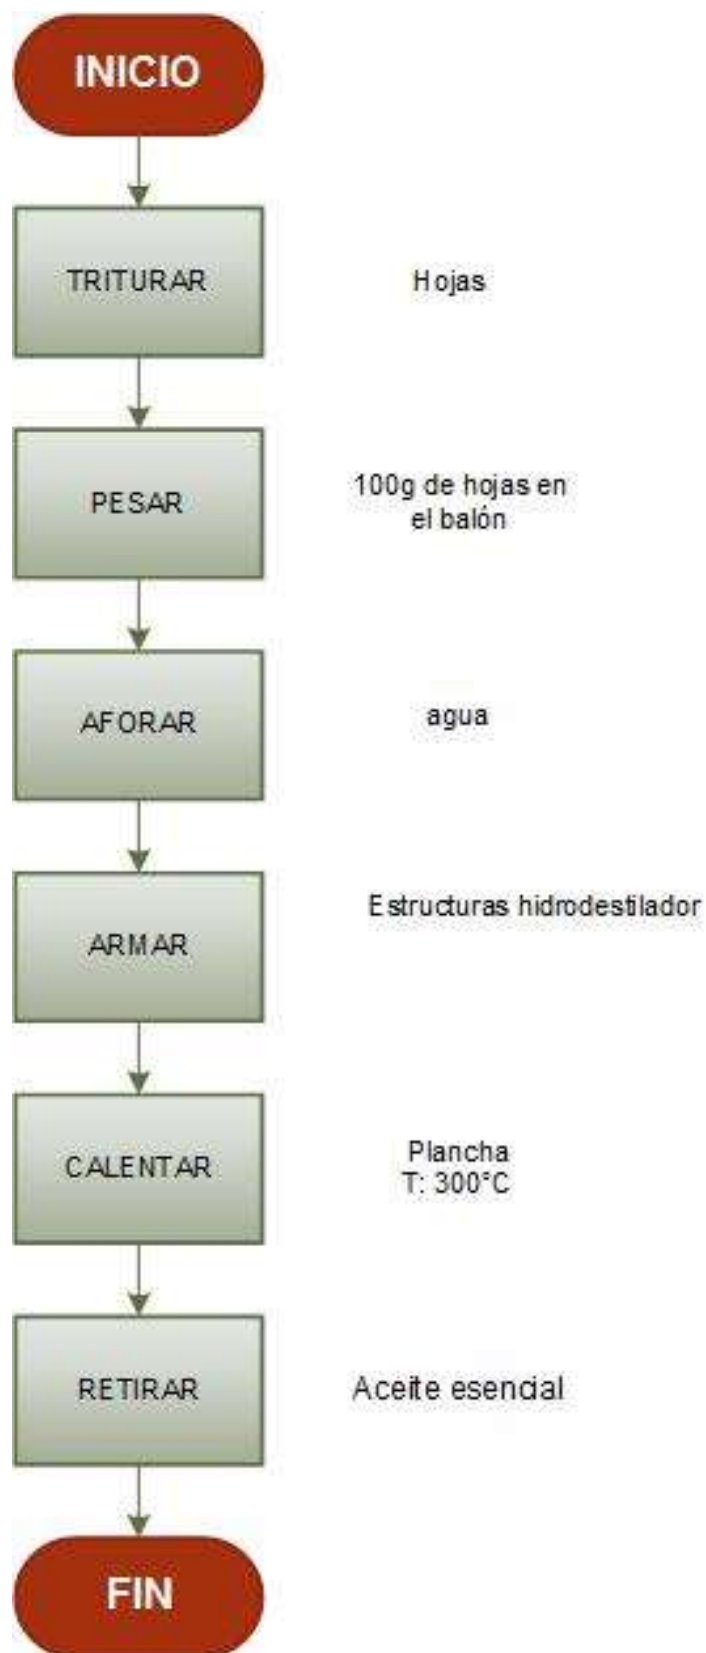 INICIO
TRITURAR
Hojas
PESAR
100g de hojas en
el balón
AFORAR
agua
ARMAR
Estructuras hidrodestilador
CALENTAR
Plancha
T: 300°C
RETIRAR
Aceite esencial
FIN